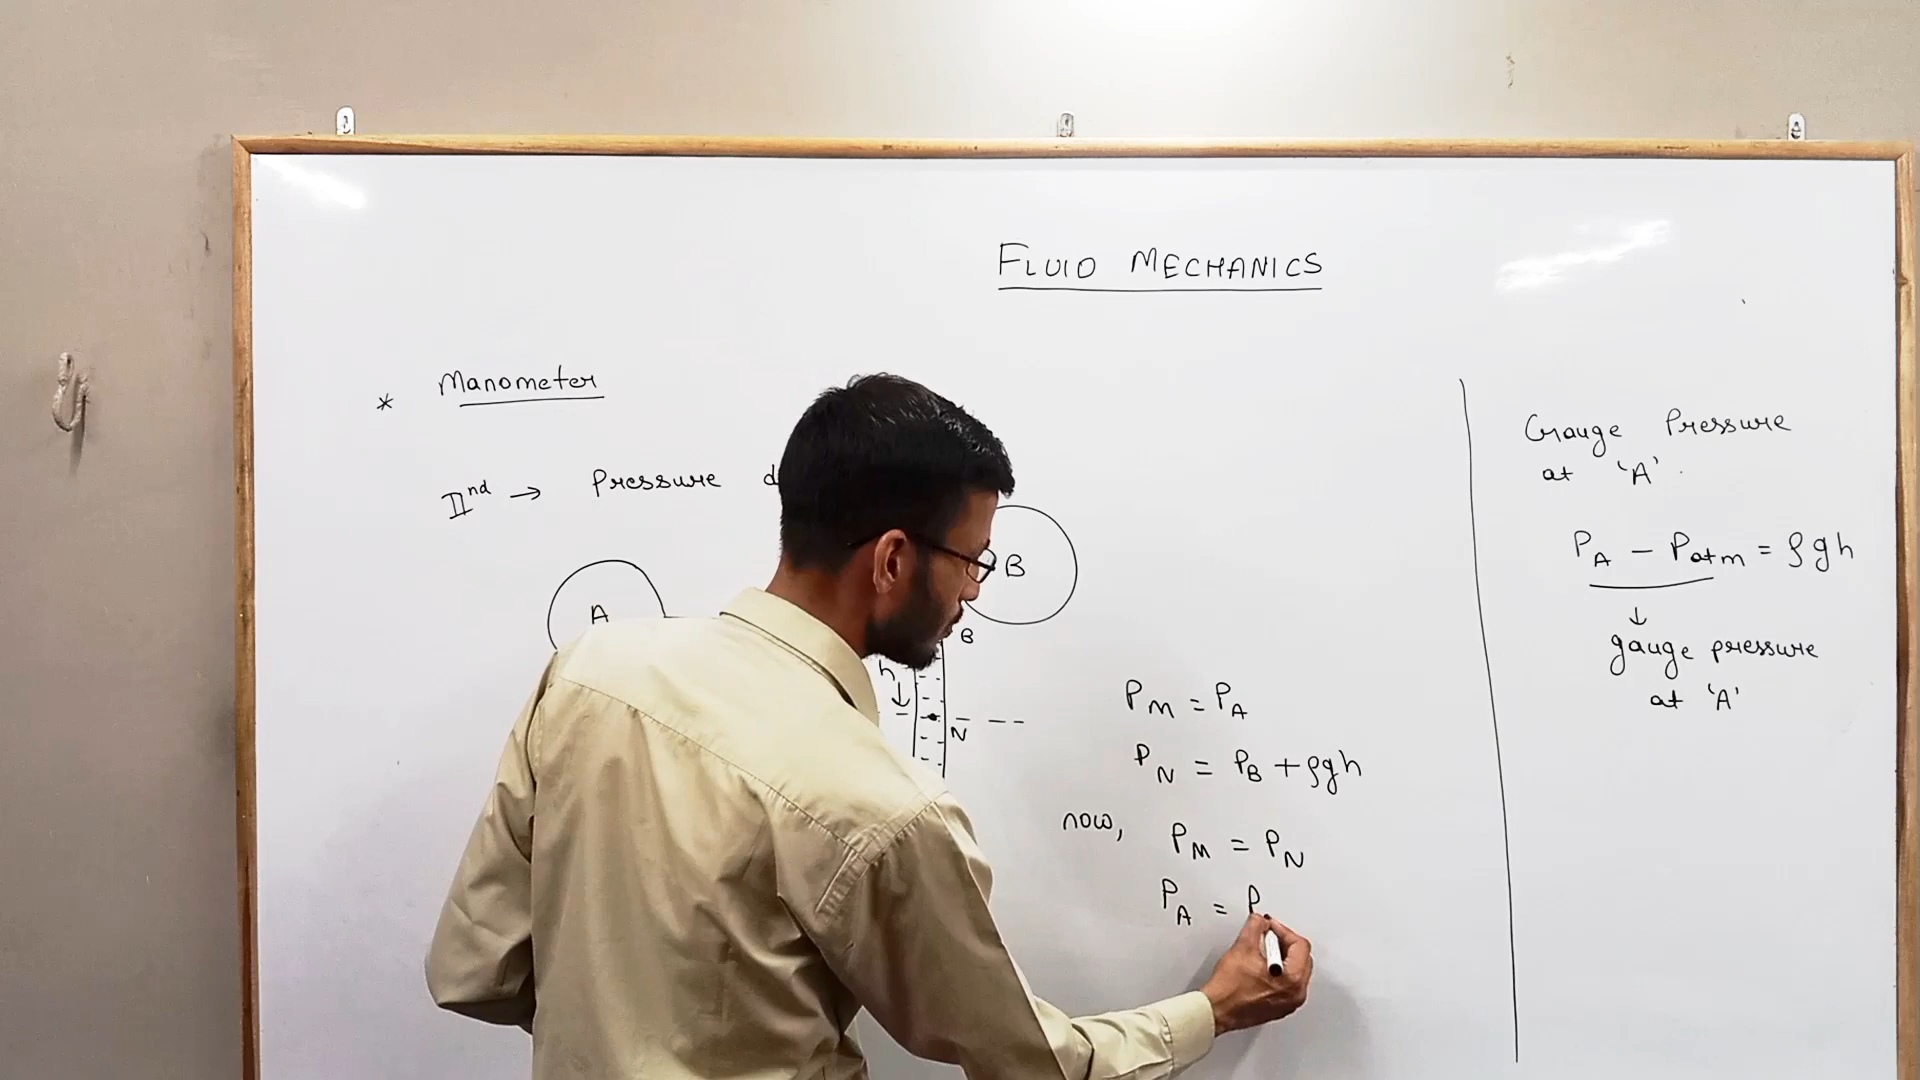 FLUID MECHANICS
* Manometer
IInd → Pressure
A
B
B
h
N
PM = PA
PN = PB + ρgh
now, PM = PN
PA = P
Gauge Pressure
at 'A'
PA - Patm = ρgh
↓
gauge pressure
at 'A'